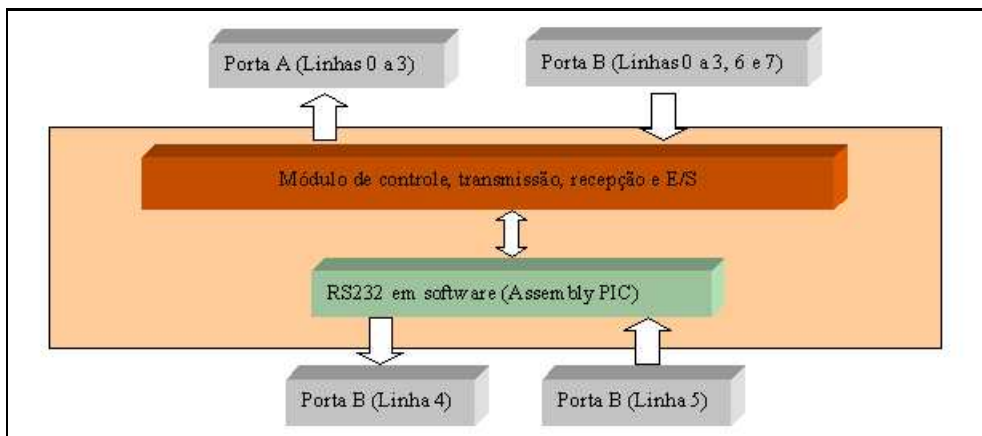 Porta A (Linhas 0 a 3)
Porta B (Linhas 0 a 3, 6 e 7)
Módulo de controle, transmissão, recepção e E/S
RS232 em software (Assembly PIC)
Porta B (Linha 4)
Porta B (Linha 5)